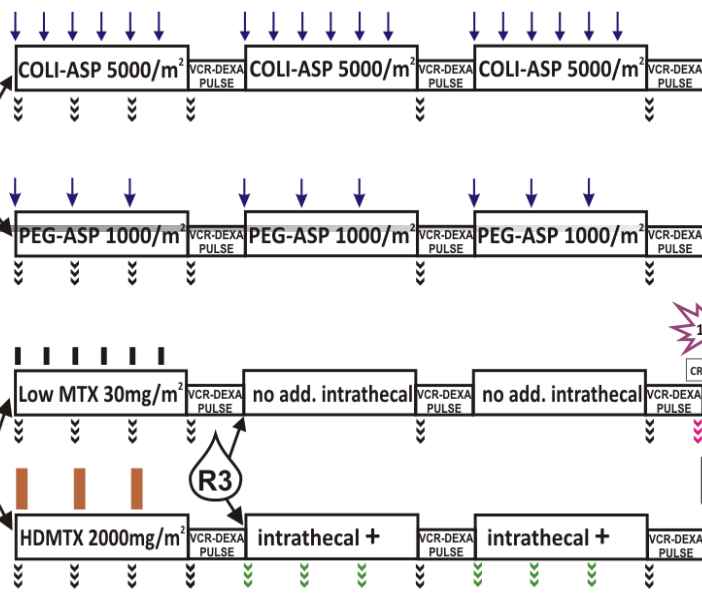 COLI-ASP 5000/m²
VCR-DEXA
PULSE
COLI-ASP 5000/m²
VCR-DEXA
PULSE
COLI-ASP 5000/m²
VCR-DEXA
PULSE
PEG-ASP 1000/m²
VCR-DEXA
PULSE
PEG-ASP 1000/m²
VCR-DEXA
PULSE
PEG-ASP 1000/m²
VCR-DEXA
PULSE
1
CR
Low MTX 30mg/m²
VCR-DEXA
PULSE
no add. intrathecal
VCR-DEXA
PULSE
no add. intrathecal
VCR-DEXA
PULSE
R3
HDMTX 2000mg/m²
VCR-DEXA
PULSE
intrathecal +
VCR-DEXA
PULSE
intrathecal +
VCR-DEXA
PULSE